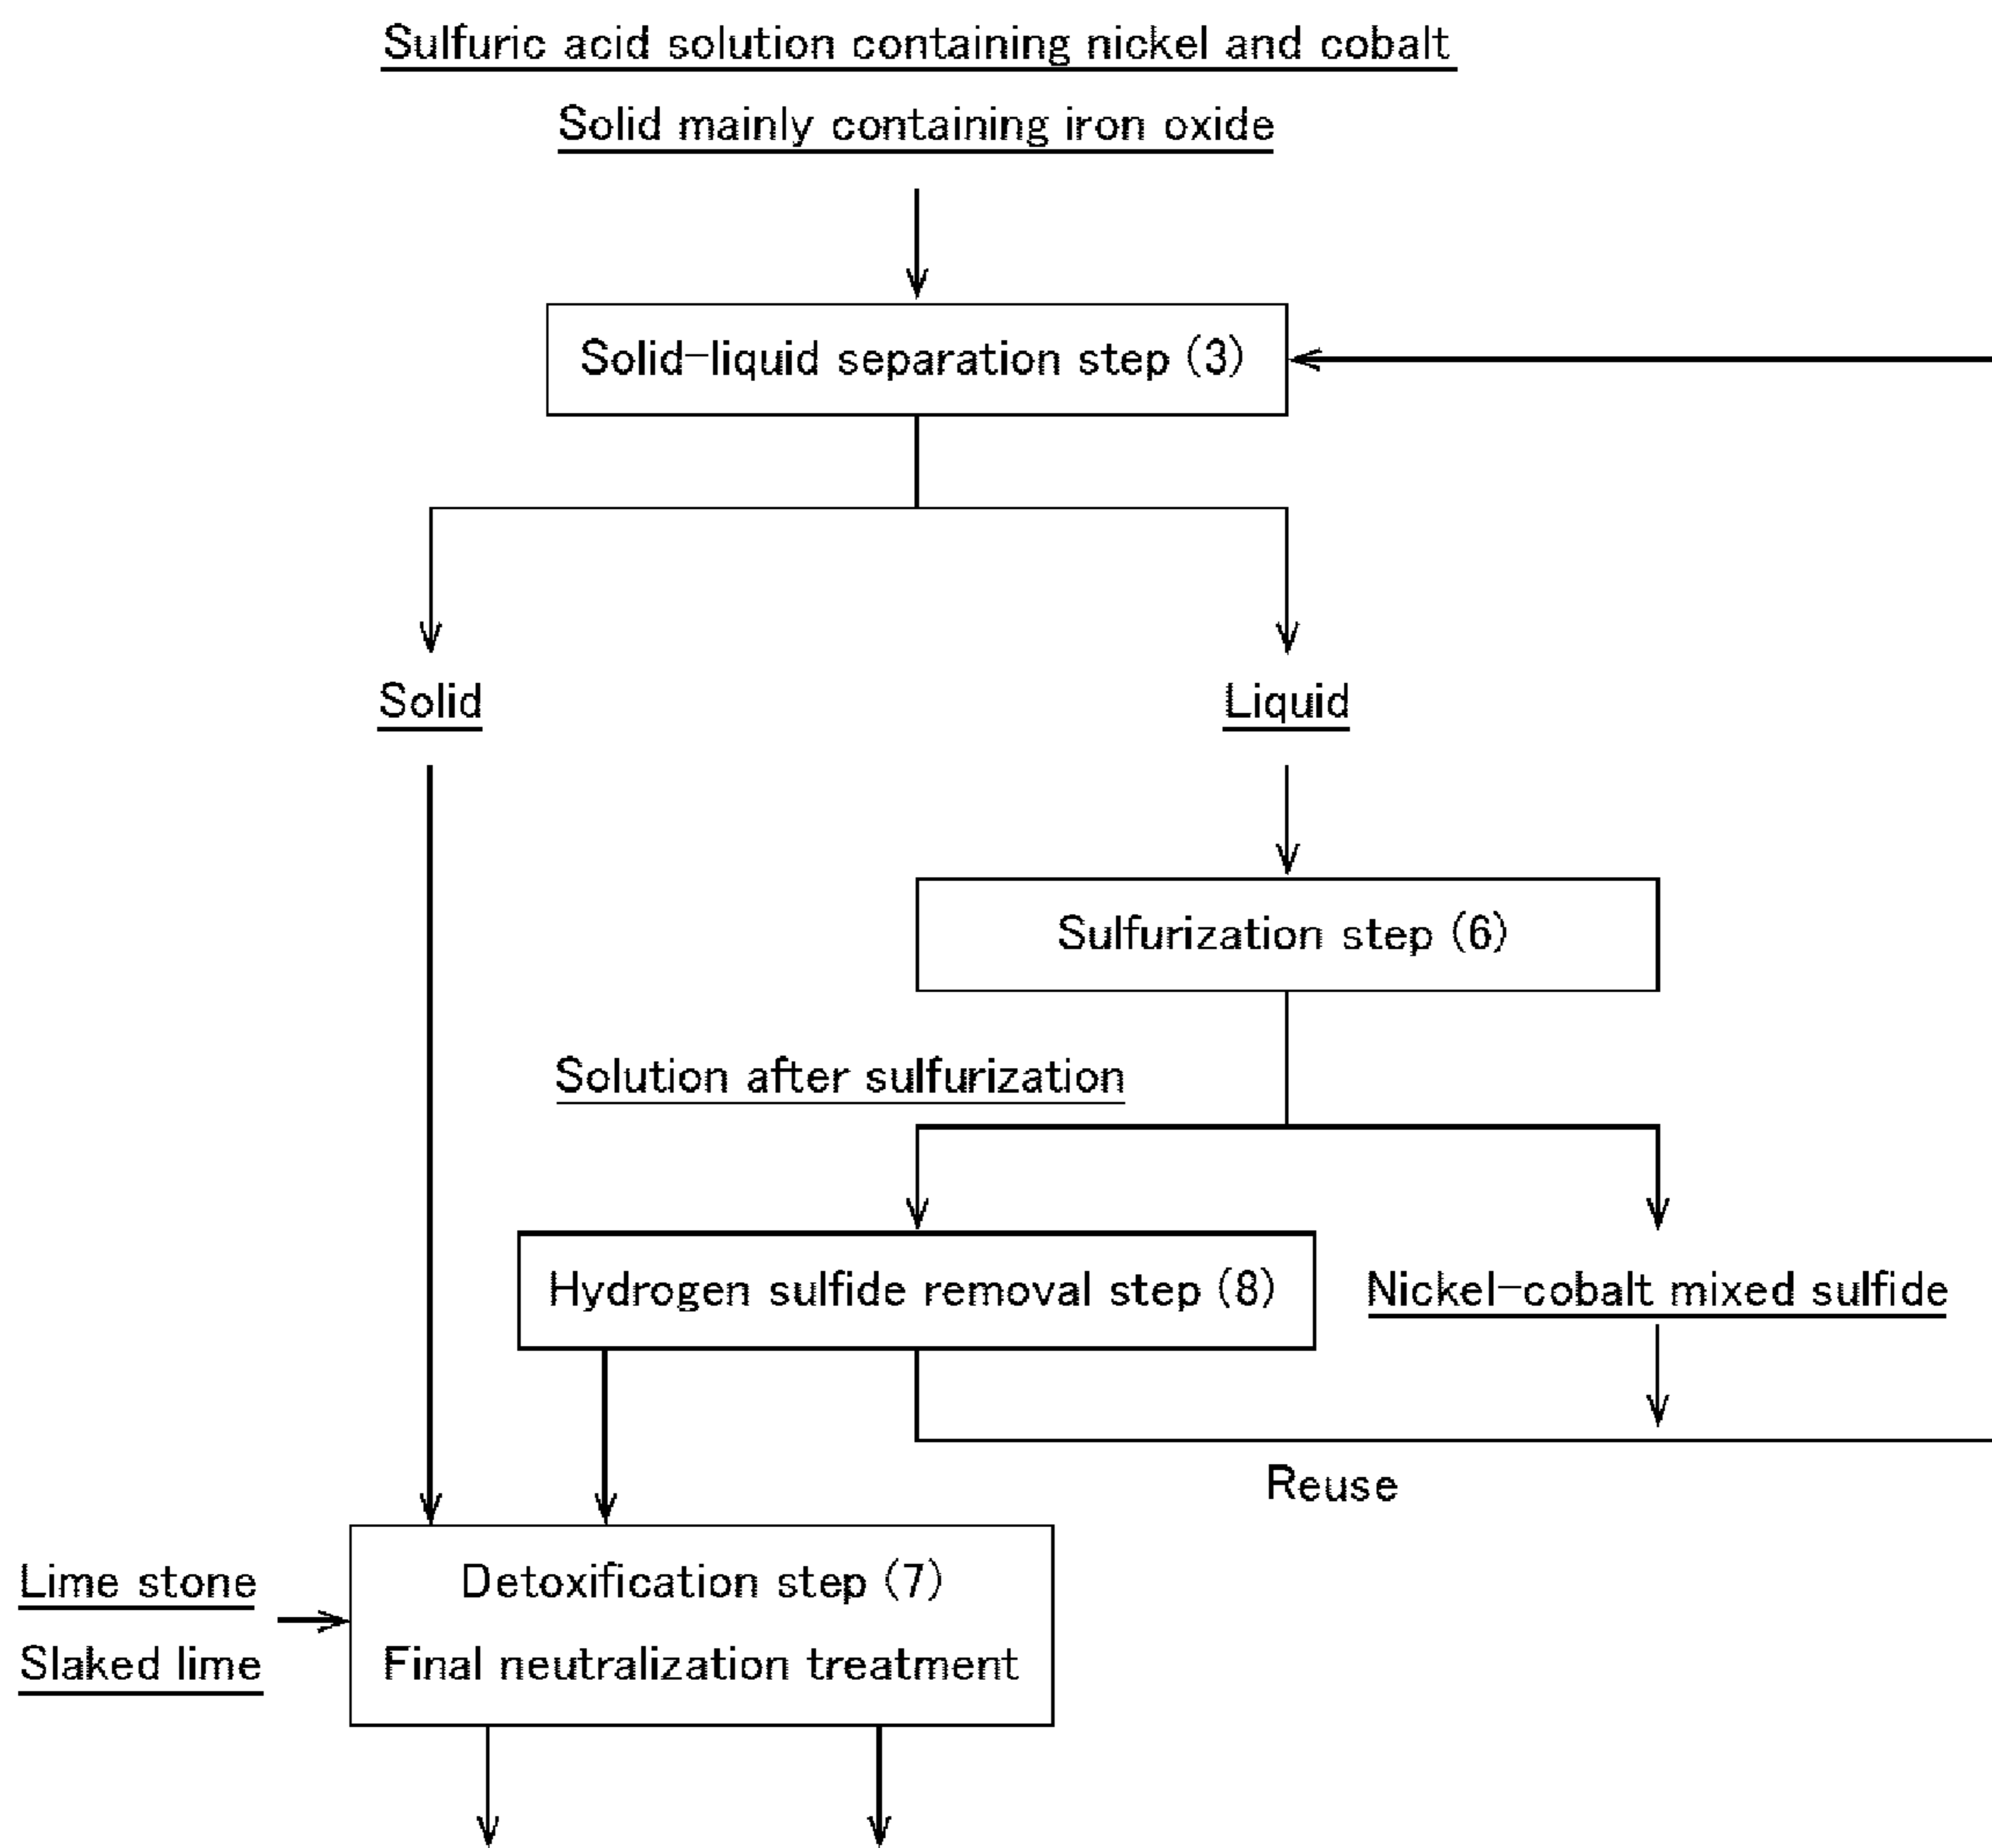 Sulfuric acid solution containing nickel and cobalt
Solid mainly containing iron oxide
Solid-liquid separation step (3)
Solid
Liquid
Sulfurization step (6)
Solution after sulfurization
Hydrogen sulfide removal step (8)
Nickel-cobalt mixed sulfide
Reuse
Lime stone
Slaked lime
Detoxification step (7)
Final neutralization treatment